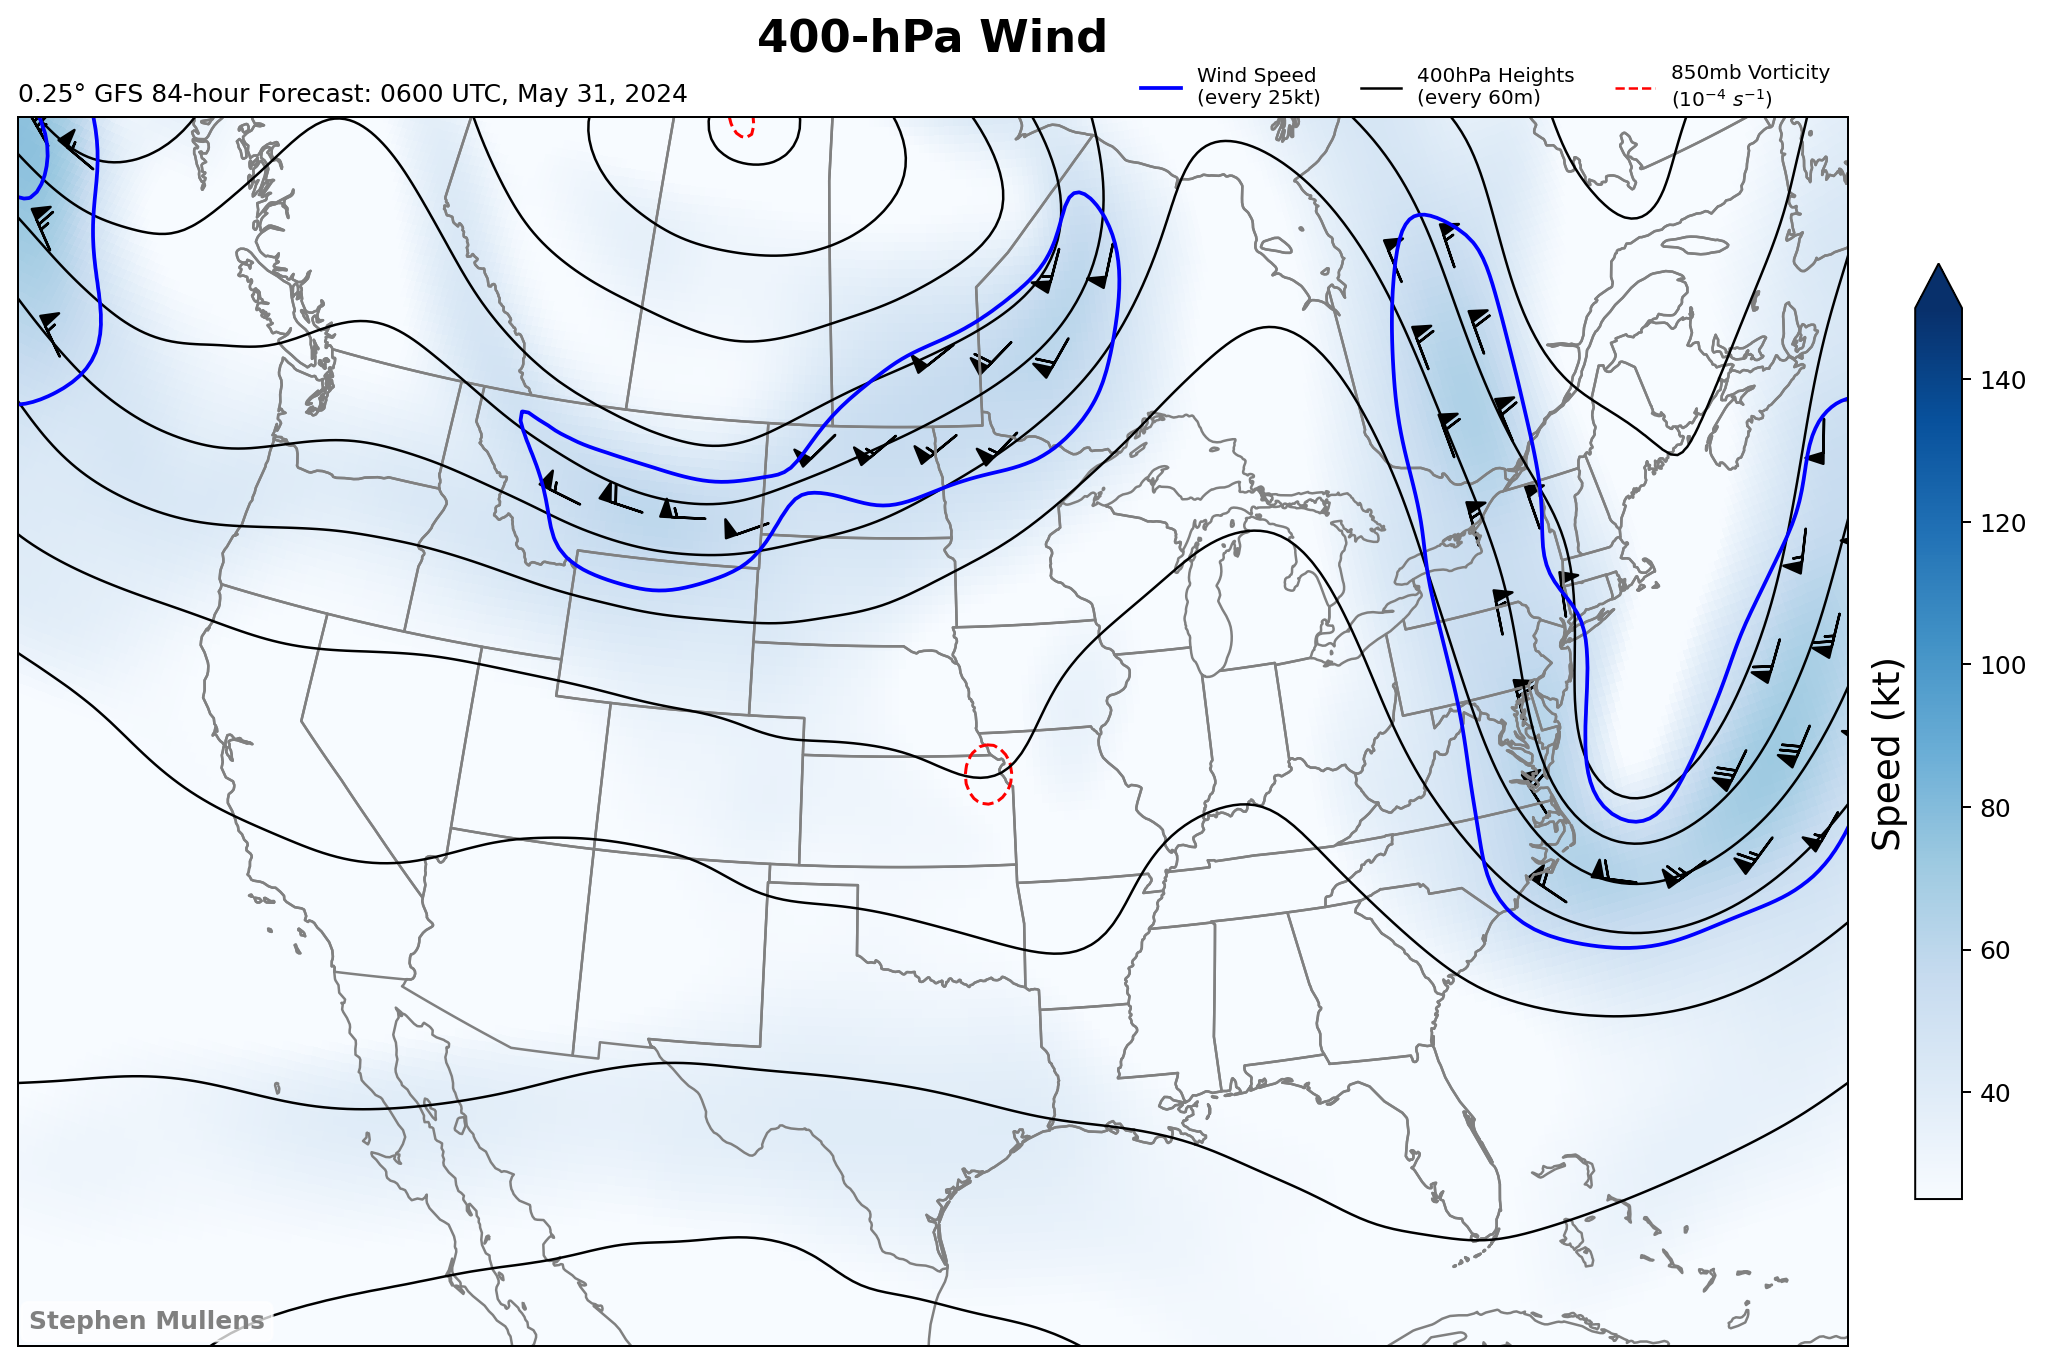 400-hPa Wind
0.25° GFS 84-hour Forecast: 0600 UTC, May 31, 2024
Wind Speed
(every 25kt)
400hPa Heights
(every 60m)
850mb Vorticity
(10⁻⁴ s⁻¹)
140
120
100
80
60
40
Speed (kt)
Stephen Mullens